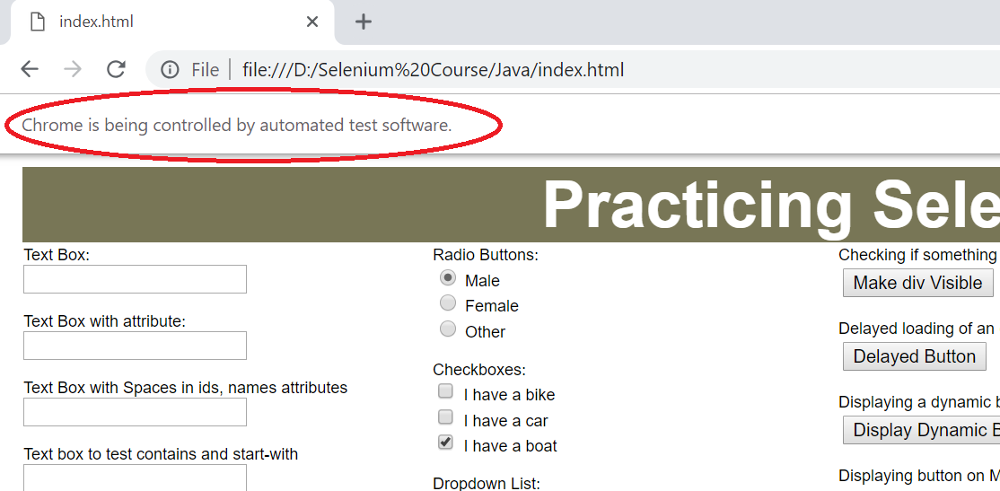 index.html
File
file:///D:/Selenium%20Course/Java/index.html
Chrome is being controlled by automated test software.
Practicing Sele
Text Box:
Text Box with attribute:
Text Box with Spaces in ids, names attributes
Text box to test contains and start-with
Radio Buttons:
Male
Female
Other
Checkboxes:
I have a bike
I have a car
I have a boat
Dropdown List:
Checking if something
Make div Visible
Delayed loading of an
Delayed Button
Displaying a dynamic b
Display Dynamic B
Displaying button on M